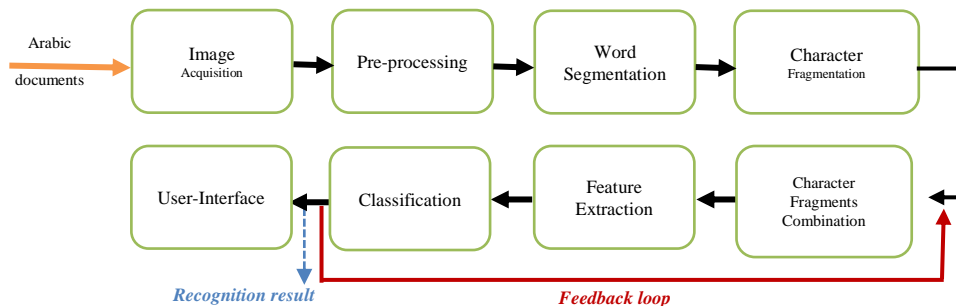 Arabic
documents
Image
Acquisition
Pre-processing
Word
Segmentation
Character
Fragmentation
User-Interface
Classification
Feature
Extraction
Character
Fragments
Combination
Recognition result
Feedback loop